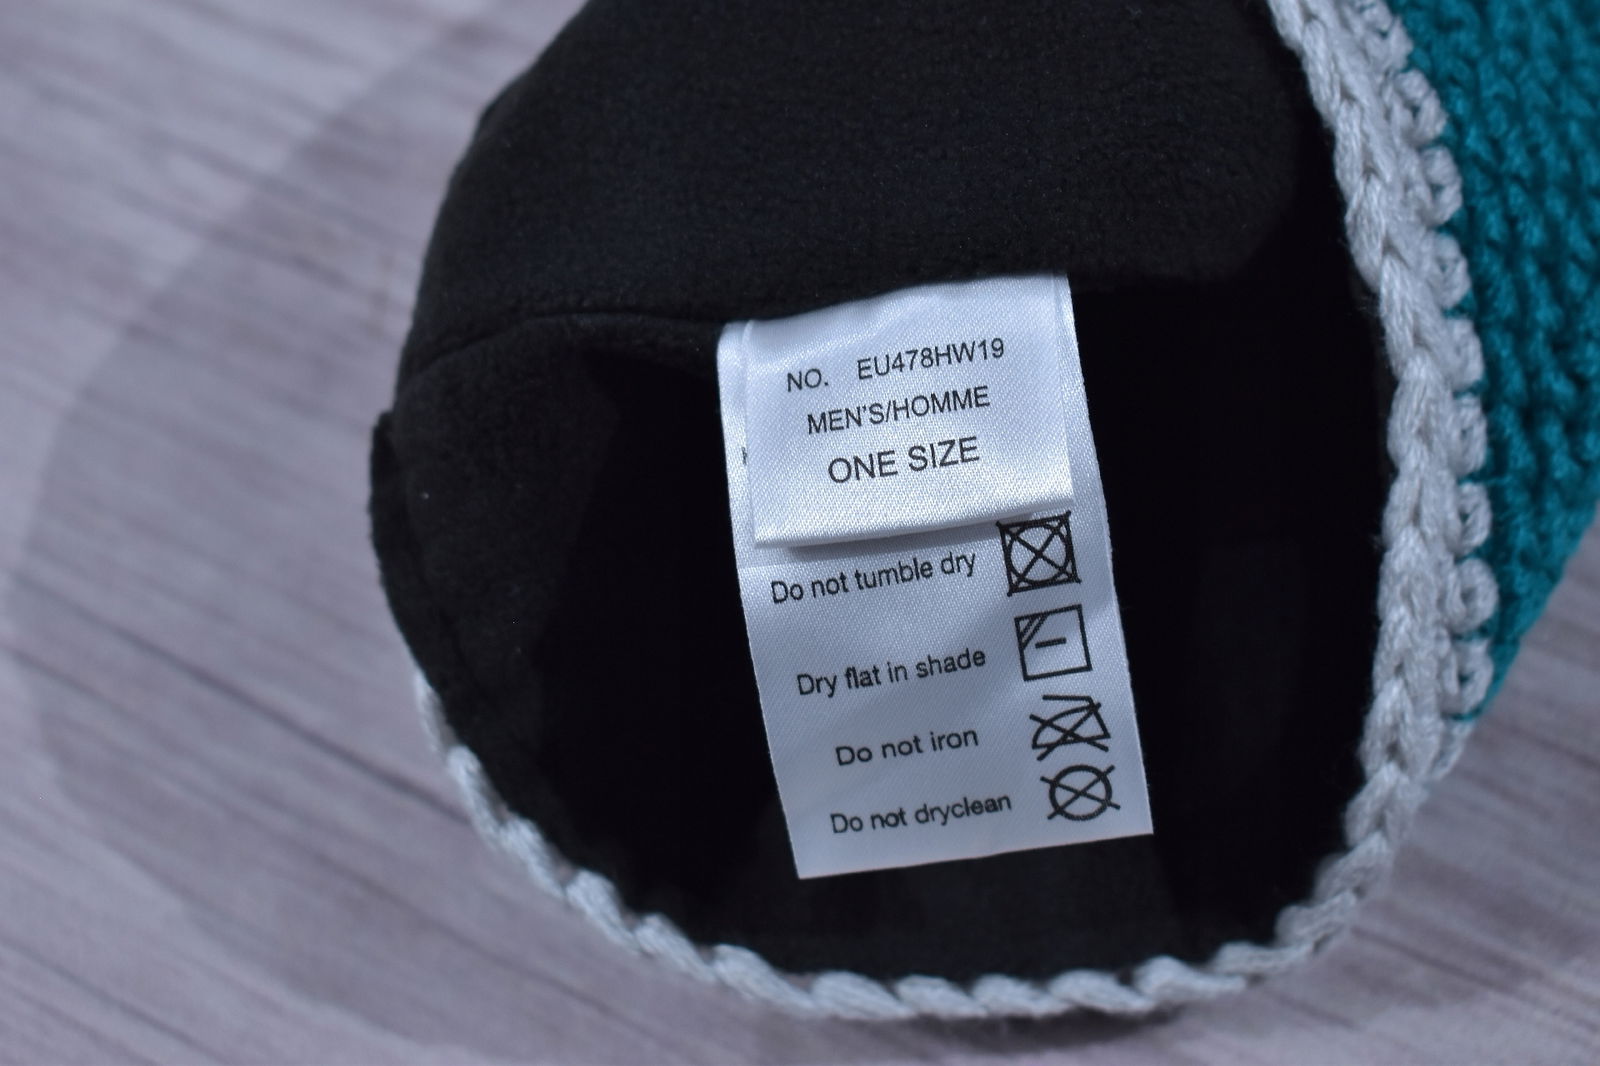 NO. EU478HW19
MEN'S/HOMME
ONE SIZE
Do not tumble dry
Dry flat in shade
Do not iron
Do not dryclean